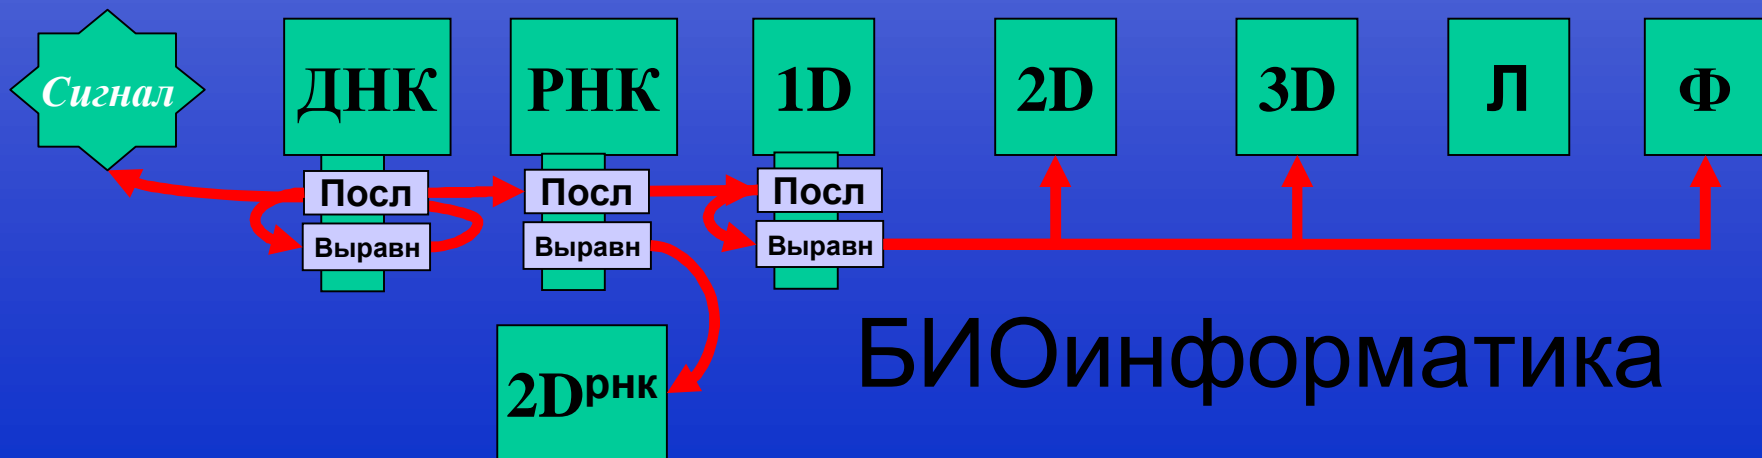 Сигнал ДНК РНК 1D 2D 3D Л Ф
Посл Посл Посл
Выравн Выравн Выравн
БИОинформатика
2Dрнк